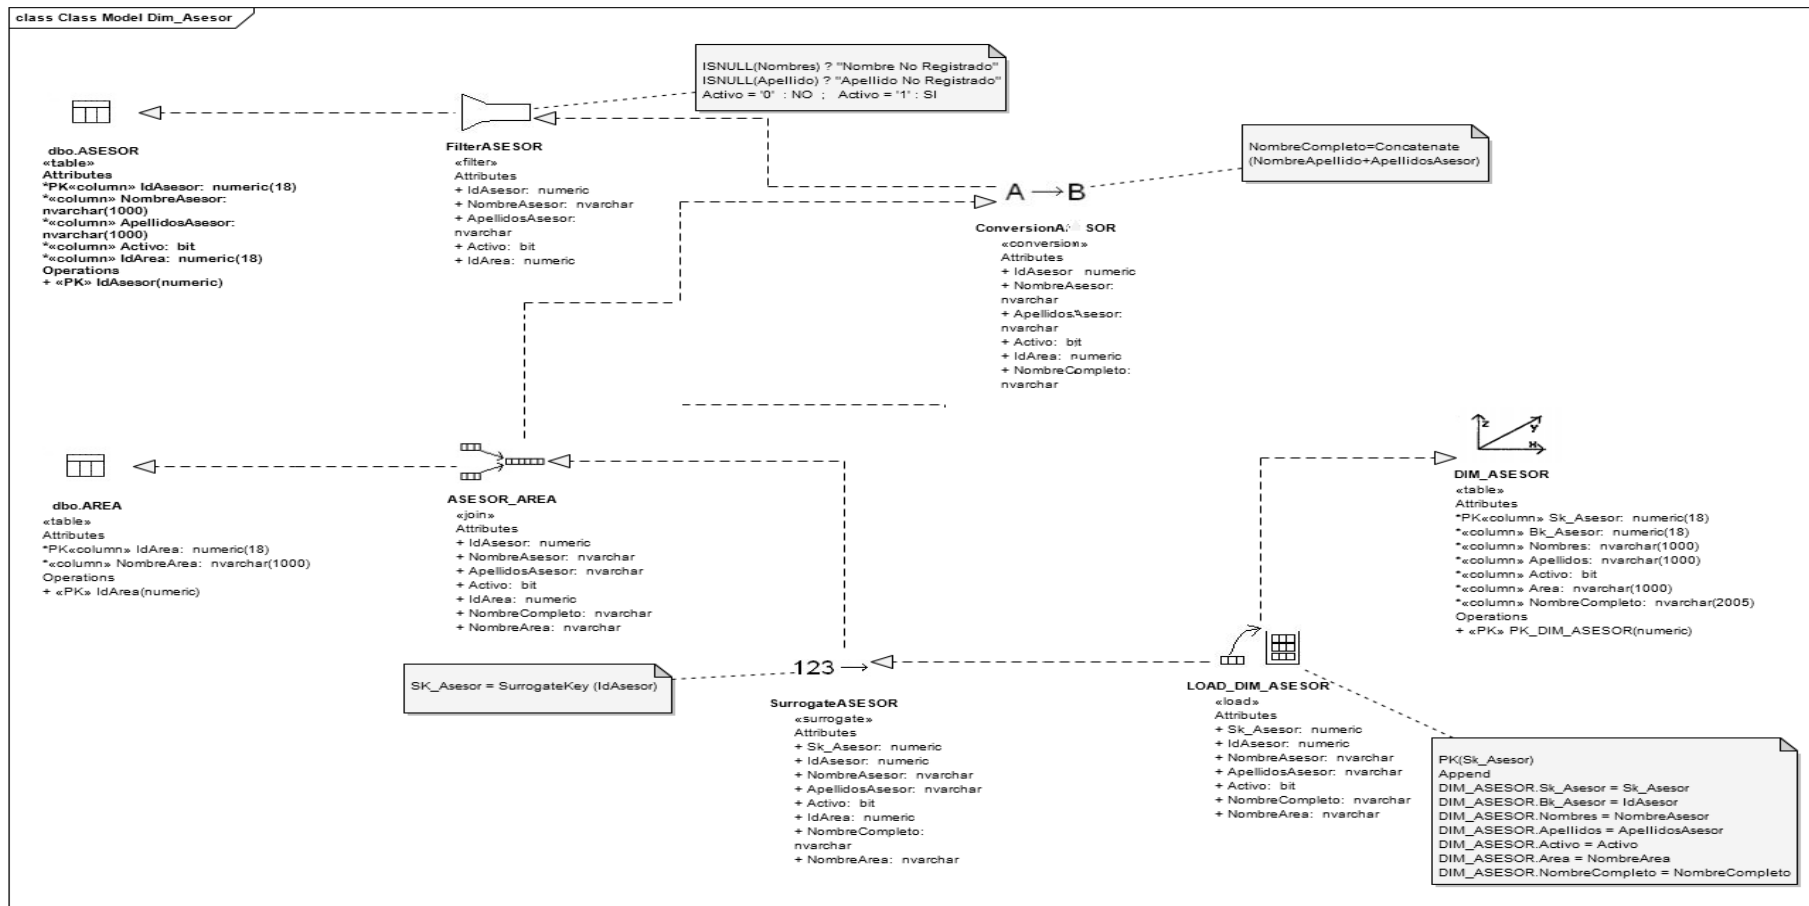 class Class Model Dim_Asesor
ISNULL(Nombres) ? "Nombre No Registrado"
ISNULL(Apellido) ? "Apellido No Registrado"
Activo = '0' : NO ; Activo = '1' : SI
dbo.ASESOR
«table»
Attributes
*PK«column» IdAsesor: numeric(18)
*«column» NombreAsesor:
nvarchar(1000)
*«column» ApellidosAsesor:
nvarchar(1000)
*«column» Activo: bit
*«column» IdArea: numeric(18)
Operations
+ «PK» IdAsesor(numeric)
FilterASESOR
«filter»
Attributes
+ IdAsesor: numeric
+ NombreAsesor: nvarchar
+ ApellidosAsesor:
nvarchar
+ Activo: bit
+ IdArea: numeric
NombreCompleto=Concatenate
(NombreApellido+ApellidosAsesor)
A B
«conversion»
Attributes
+ IdAsesor numeric
+ NombreAsesor:
nvarchar
+ ApellidosAsesor:
nvarchar
+ Activo: bit
+ IdArea: numeric
+ NombreCompleto:
nvarchar
dbo.AREA
«table»
Attributes
*PK«column» IdArea: numeric(18)
*«column» NombreArea: nvarchar(1000)
Operations
+ «PK» IdArea(numeric)
ASESOR_AREA
«join»
Attributes
+ IdAsesor: numeric
+ NombreAsesor: nvarchar
+ ApellidosAsesor: nvarchar
+ Activo: bit
+ IdArea: numeric
+ NombreCompleto: nvarchar
+ NombreArea: nvarchar
Z Y
DIM_ASESOR
«table»
Attributes
*PK«column» Sk_Asesor: numeric(18)
*«column» Bk_Asesor: numeric(18)
*«column» Nombres: nvarchar(1000)
*«column» Apellidos: nvarchar(1000)
*«column» Activo: bit
*«column» Area: nvarchar(1000)
*«column» NombreCompleto: nvarchar(2005)
Operations
+ «PK» PK_DIM_ASESOR(numeric)
SK_Asesor = SurrogateKey (IdAsesor)
123
SurrogateASESOR
«surrogate»
Attributes
+ Sk_Asesor: numeric
+ IdAsesor: numeric
+ NombreAsesor: nvarchar
+ ApellidosAsesor: nvarchar
+ Activo: bit
+ IdArea: numeric
+ NombreCompleto:
nvarchar
+ NombreArea: nvarchar
LOAD_DIM_ASESOR
«load»
Attributes
+ Sk_Asesor: numeric
+ IdAsesor: numeric
+ NombreAsesor: nvarchar
+ ApellidosAsesor: nvarchar
+ Activo: bit
+ NombreCompleto: nvarchar
+ NombreArea: nvarchar
PK(Sk_Asesor)
Append
DIM_ASESOR.Sk_Asesor = Sk_Asesor
DIM_ASESOR.Bk_Asesor = IdAsesor
DIM_ASESOR.Nombres = NombreAsesor
DIM_ASESOR.Apellidos = ApellidosAsesor
DIM_ASESOR.Activo = Activo
DIM_ASESOR.Area = NombreArea
DIM_ASESOR.NombreCompleto = NombreCompleto